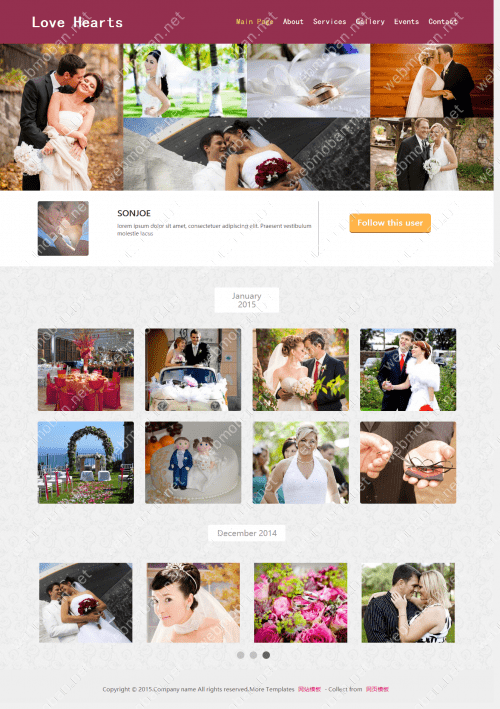 Love Hearts
Main Page About Services Gallery Events Contact
SONJOE
lorem ipsum dolor sit amet, consectetuer adipiscing elit. Praesent vestibulum
molestie lacus
Follow this user
January
2015
December 2014
Copyright © 2015.Company name All rights reserved.More Templates 网站模板 - Collect from 网页模板
webmoban.net